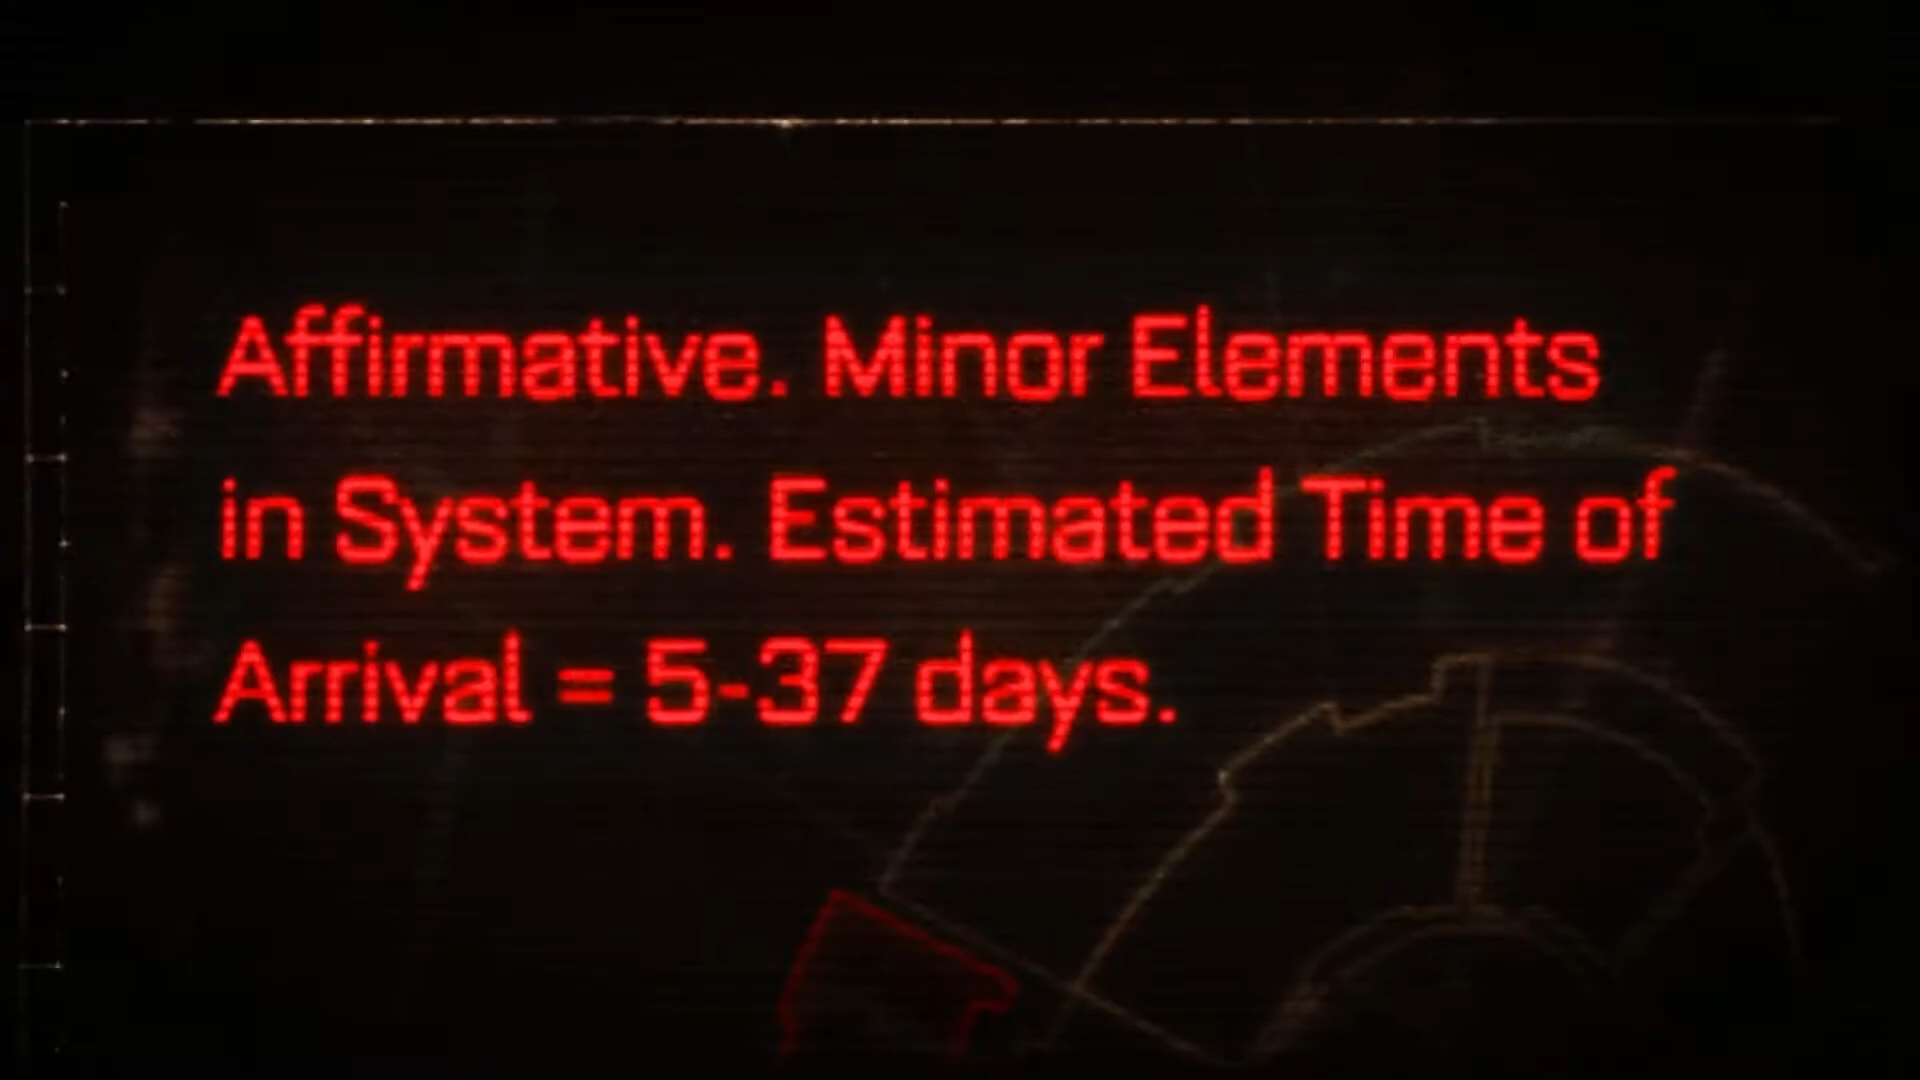 Affirmative. Minor Elements
in System. Estimated Time of
Arrival = 5-37 days.